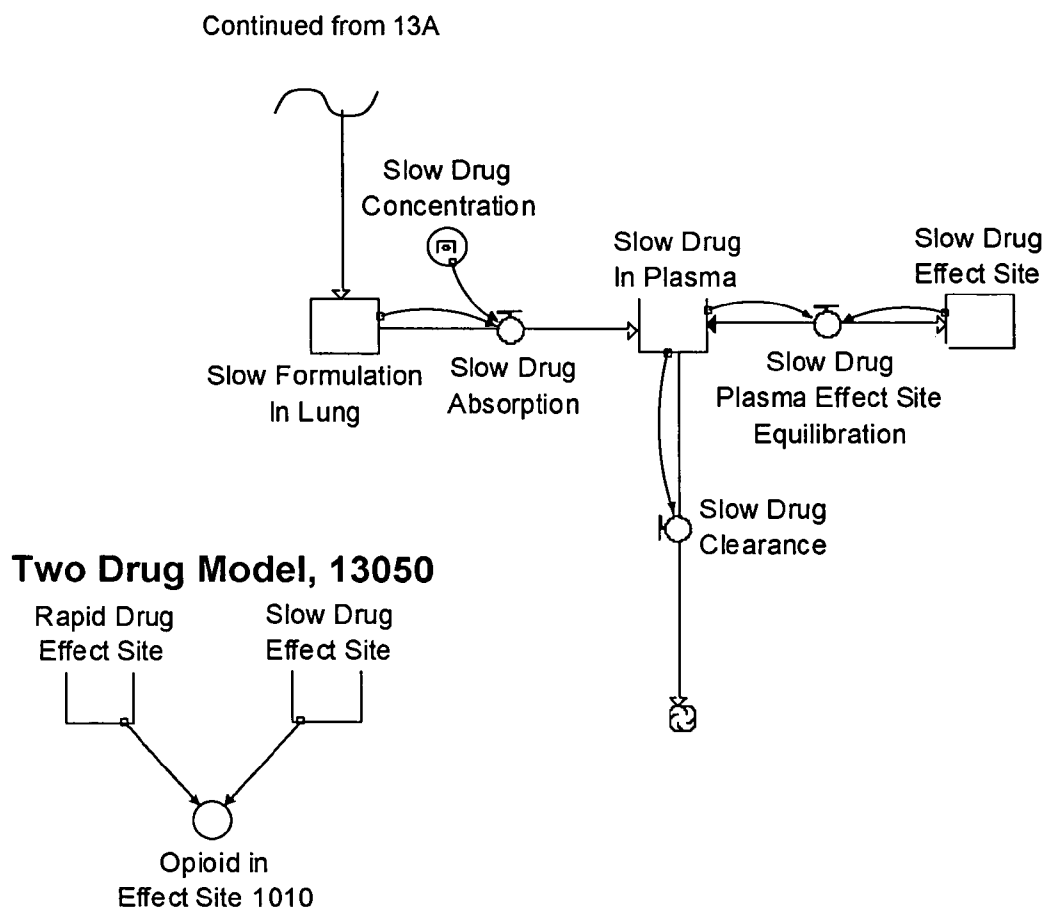 Continued from 13A
Slow Drug
Concentration
Slow Drug
In Plasma
Slow Drug
Effect Site
Slow Formulation
In Lung
Slow Drug
Absorption
Slow Drug
Plasma Effect Site
Equilibration
Slow Drug
Clearance
Two Drug Model, 13050
Rapid Drug
Effect Site
Slow Drug
Effect Site
Opioid in
Effect Site 1010